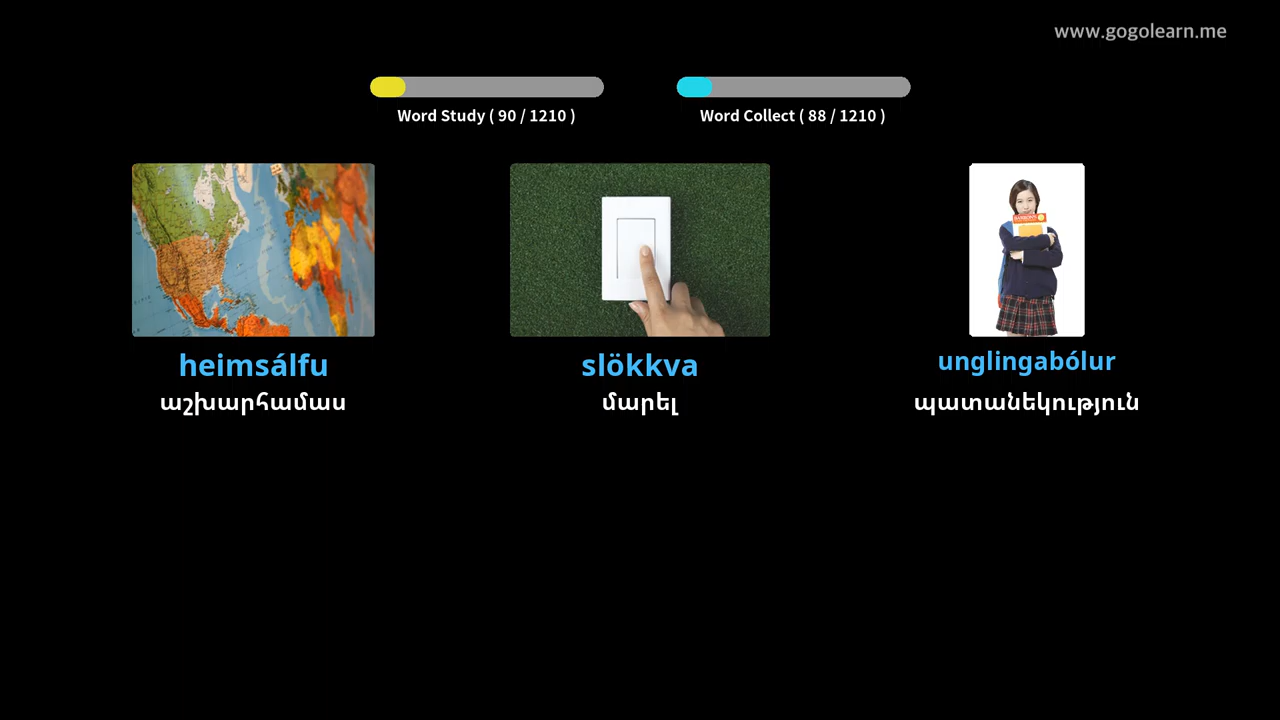 www.gogolearn.me
Word Study ( 90 / 1210 )
Word Collect ( 88 / 1210 )
heimsálfu
slökkva
unglingabólur
աշխարհամաս
մարել
պատանեկություն